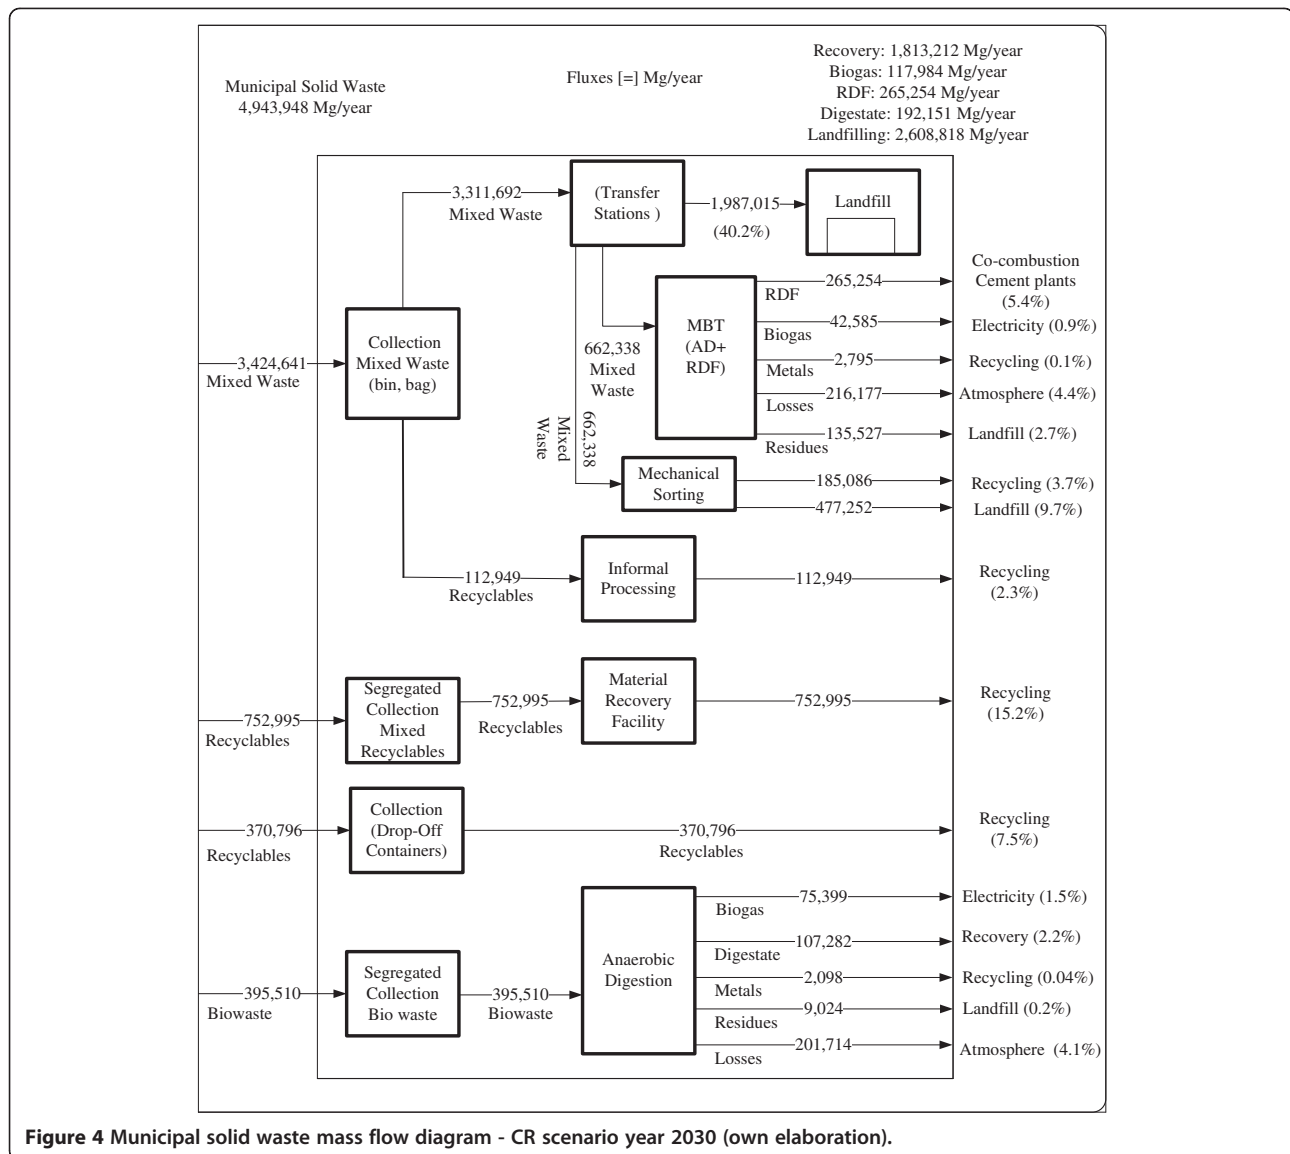 Municipal Solid Waste
4,943,948 Mg/year
Fluxes [=] Mg/year
Recovery: 1,813,212 Mg/year
Biogas: 117,984 Mg/year
RDF: 265,254 Mg/year
Digestate: 192,151 Mg/year
Landfilling: 2,608,818 Mg/year
3,311,692
Mixed Waste
(Transfer
Stations )
1,987,015
(40.2%)
Landfill
3,424,641
Mixed Waste
Collection
Mixed Waste
(bin, bag)
662,338
Mixed
Waste
662,338
Mixed
Waste
MBT
(AD+
RDF)
265,254
RDF
Co-combustion
Cement plants
(5.4%)
42,585
Biogas
Electricity (0.9%)
2,795
Metals
Recycling (0.1%)
216,177
Losses
Atmosphere (4.4%)
135,527
Residues
Landfill (2.7%)
Mechanical
Sorting
185,086
Recycling (3.7%)
477,252
Landfill (9.7%)
112,949
Recyclables
Informal
Processing
112,949
Recycling
(2.3%)
752,995
Recyclables
Segregated
Collection
Mixed
Recyclables
752,995
Recyclables
Material
Recovery
Facility
752,995
Recycling
(15.2%)
370,796
Recyclables
Collection
(Drop-Off
Containers)
370,796
Recyclables
Recycling
(7.5%)
395,510
Biowaste
Segregated
Collection
Bio waste
395,510
Biowaste
Anaerobic
Digestion
75,399
Biogas
Electricity (1.5%)
107,282
Digestate
Recovery (2.2%)
2,098
Metals
Recycling (0.04%)
9,024
Residues
Landfill (0.2%)
201,714
Losses
Atmosphere (4.1%)
Figure 4 Municipal solid waste mass flow diagram - CR scenario year 2030 (own elaboration).